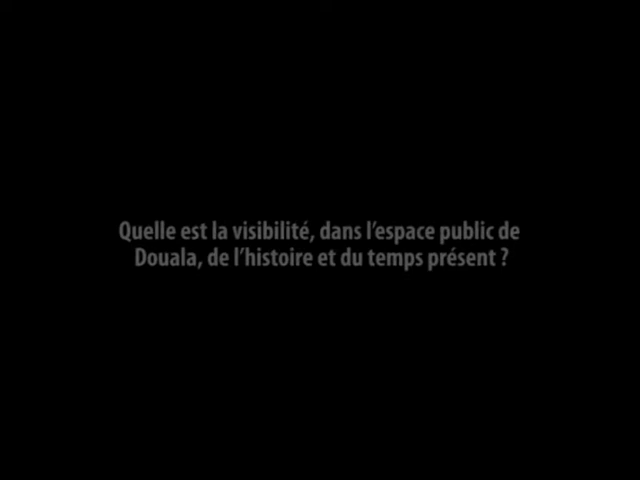 Quelle est la visibilité, dans l’espace public de
Douala, de l’histoire et du temps présent ?